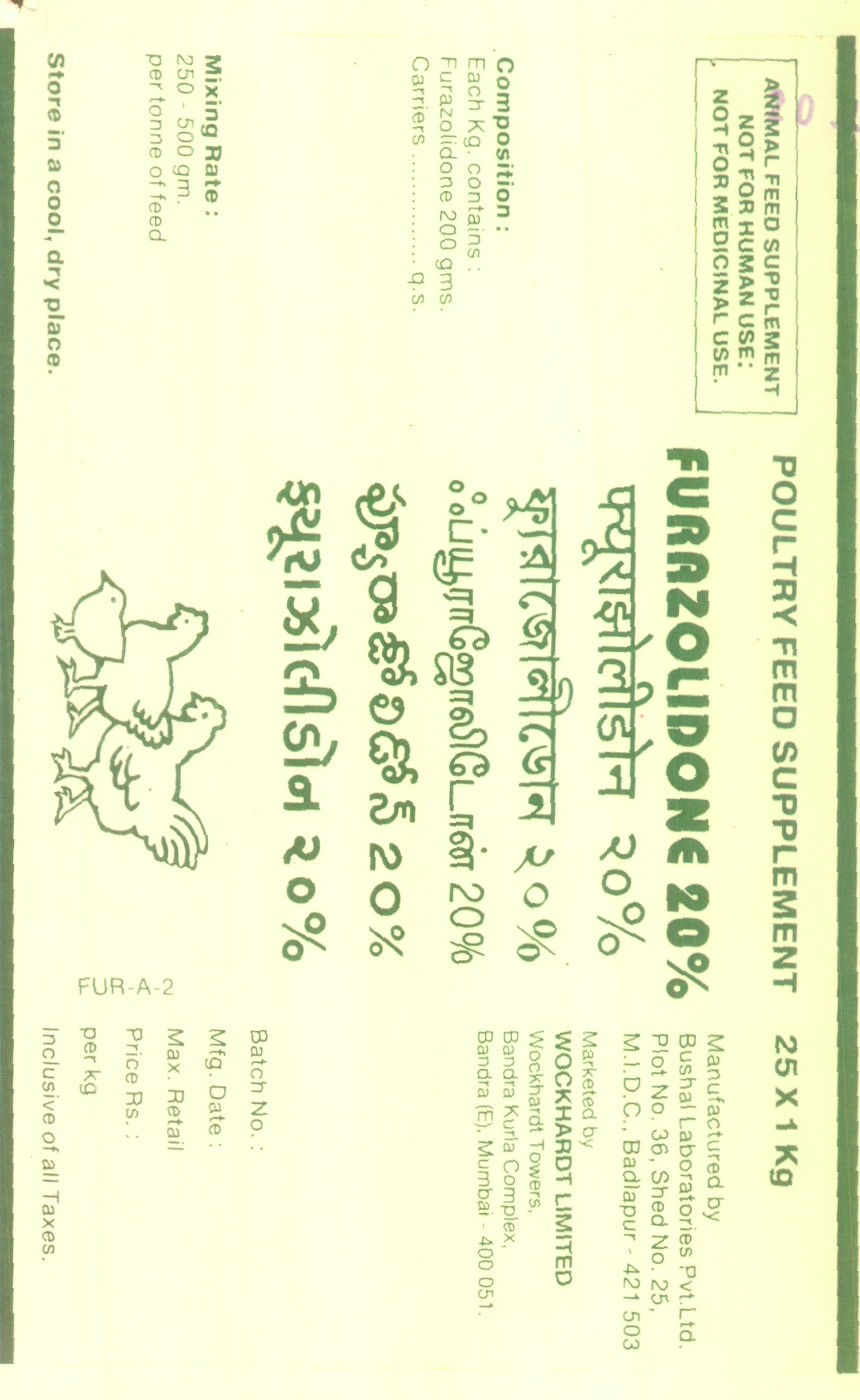 ANIMAL FEED SUPPLEMENT
NOT FOR HUMAN USE:
NOT FOR MEDICINAL USE.
POULTRY FEED SUPPLEMENT 25 X 1 Kg
FURAZOLIDONE 20%
फ्युराझोलीडोन २०%
ফ্যুরাজোলীডোন ২০%
ஃப்யூராஜோலிடோன் 20%
ఫ్యూరాజోలిడోన్ 20%
ફ્યૂરાઝોલીડોન ૨૦%
Composition :
Each Kg. contains :
Furazolidone 200 gms.
Carriers ............... q.s.
Mixing Rate :
250 - 500 gm.
per tonne of feed
Store in a cool, dry place.
Manufactured by
Bushal Laboratories Pvt.Ltd.
Plot No. 36, Shed No. 25,
M.I.D.C., Badlapur - 421 503
Marketed by
WOCKHARDT LIMITED
Wockhardt Towers,
Bandra Kurla Complex,
Bandra (E), Mumbai - 400 051.
FUR-A-2
Batch No. :
Mfg. Date :
Max. Retail
Price Rs. :
per kg
Inclusive of all Taxes.